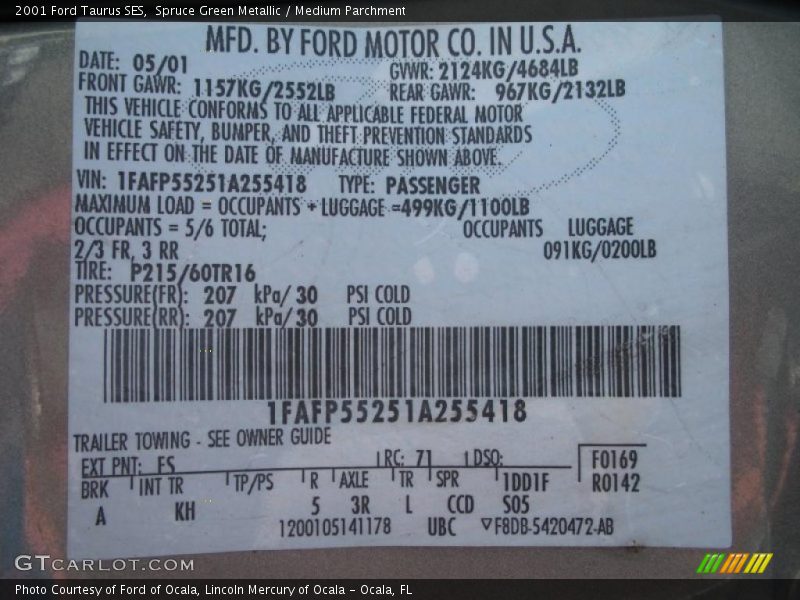 2001 Ford Taurus SES, Spruce Green Metallic / Medium Parchment
MFD. BY FORD MOTOR CO. IN U.S.A.
DATE: 05/01 GVWR: 2124KG/4684LB
FRONT GAWR: 1157KG/2552LB REAR GAWR: 967KG/2132LB
THIS VEHICLE CONFORMS TO ALL APPLICABLE FEDERAL MOTOR
VEHICLE SAFETY, BUMPER, AND THEFT PREVENTION STANDARDS
IN EFFECT ON THE DATE OF MANUFACTURE SHOWN ABOVE.
VIN: 1FAFP55251A255418 TYPE: PASSENGER
MAXIMUM LOAD = OCCUPANTS + LUGGAGE =499KG/1100LB
OCCUPANTS = 5/6 TOTAL; OCCUPANTS LUGGAGE
2/3 FR, 3 RR 091KG/0200LB
TIRE: P215/60TR16
PRESSURE(FR): 207 kPa/ 30 PSI COLD
PRESSURE(RR): 207 kPa/ 30 PSI COLD
1FAFP55251A255418
TRAILER TOWING - SEE OWNER GUIDE
EXT PNT: FS RC: 71 DSO: F0169
BRK INT TR TP/PS R AXLE TR SPR 1DD1F R0142
A KH 5 3R L CCD S05
1200105141178 UBC ▽F8DB-5420472-AB
GTCARLOT.COM
Photo Courtesy of Ford of Ocala, Lincoln Mercury of Ocala – Ocala, FL